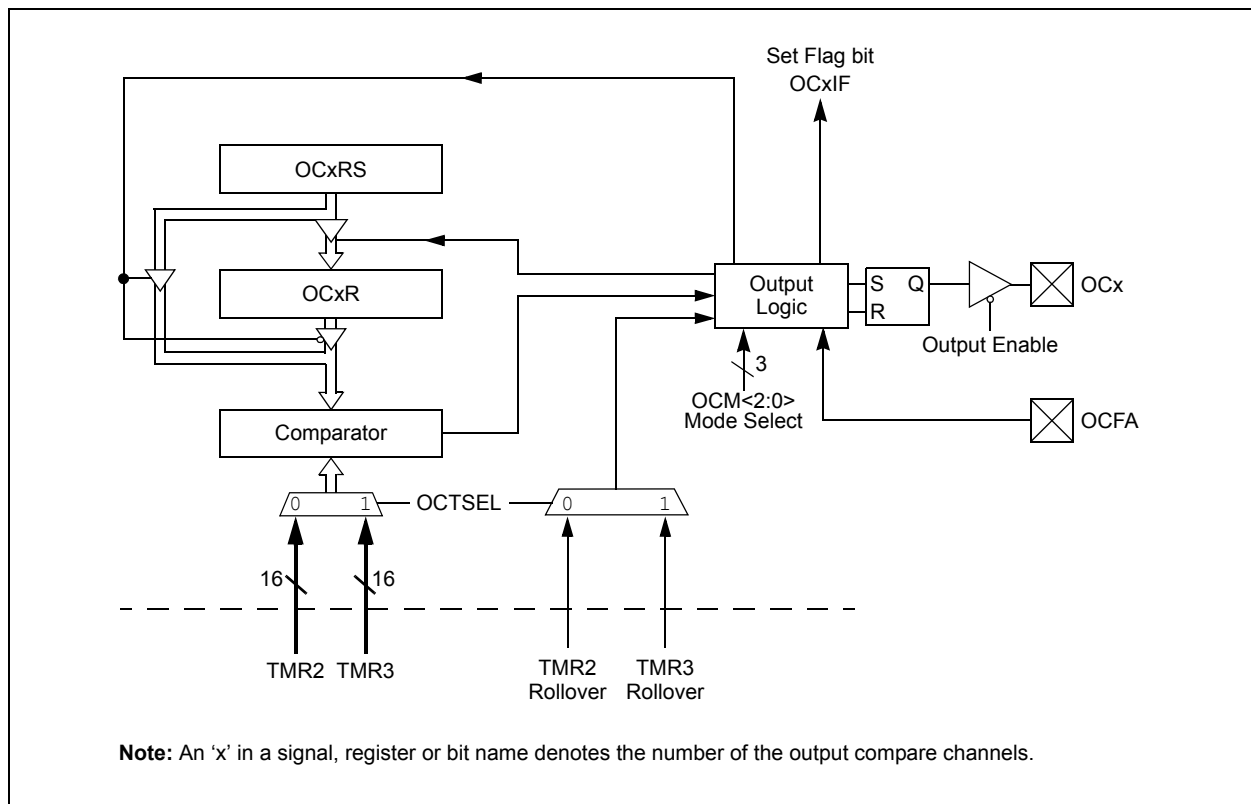 Set Flag bit
OCxIF
OCxRS
OCxR
Output
Logic
S Q
R
OCx
Output Enable
3
OCM<2:0>
Mode Select
OCFA
Comparator
0 1
OCTSEL
0 1
16 16
TMR2 TMR3
TMR2
Rollover
TMR3
Rollover
Note: An ‘x’ in a signal, register or bit name denotes the number of the output compare channels.